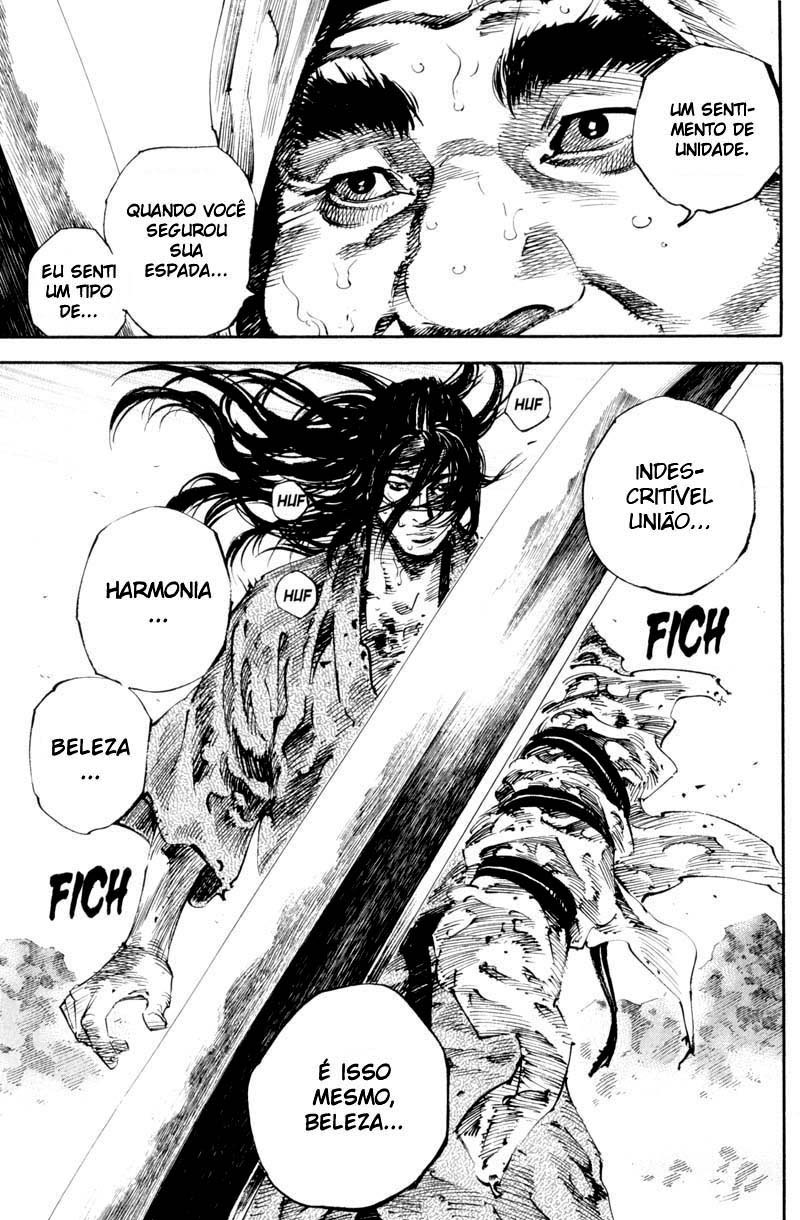 UM SENTI-
MENTO DE
UNIDADE.
QUANDO VOCÊ
SEGUROU
SUA
ESPADA...
EU SENTI
UM TIPO
DE...
HUF
INDES-
CRITÍVEL
UNIÃO...
HUF
HUF
FICH
HARMONIA
...
BELEZA
...
FICH
É ISSO
MESMO,
BELEZA...